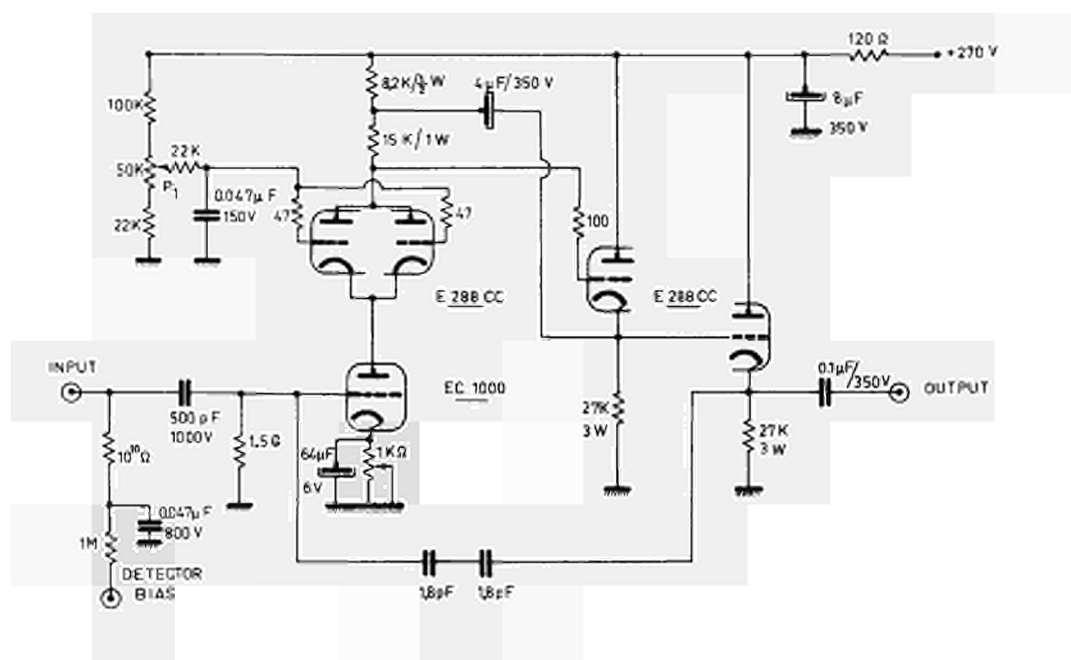 120 Ω
+270 V
8,2K/½ W
4µF/350 V
100K
8µF
350 V
15 K/1 W
22K
50K
P1
0.047µF
150V
47
47
100
22K
E 288 CC
E 288 CC
INPUT
EC 1000
0.1µF/350V
OUTPUT
500 pF
1000V
27K
3 W
1.5G
64µF
1KΩ
27K
3 W
10¹⁰Ω
6V
0.047µF
800 V
1M
DETECTOR
BIAS
1,8pF
1,8pF